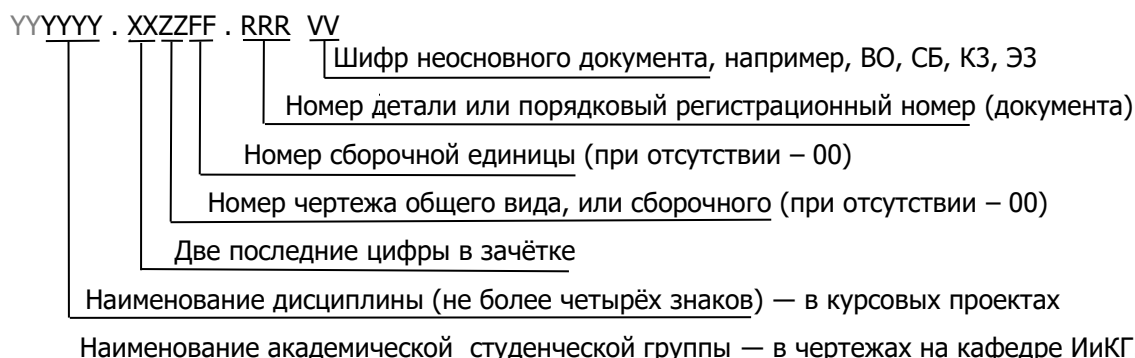 YYYYYY . XXZZFF . RRR VV
Шифр неосновного документа, например, ВО, СБ, К3, Э3
Номер детали или порядковый регистрационный номер (документа)
Номер сборочной единицы (при отсутствии – 00)
Номер чертежа общего вида, или сборочного (при отсутствии – 00)
Две последние цифры в зачётке
Наименование дисциплины (не более четырёх знаков) — в курсовых проектах
Наименование академической студенческой группы — в чертежах на кафедре ИиКГ